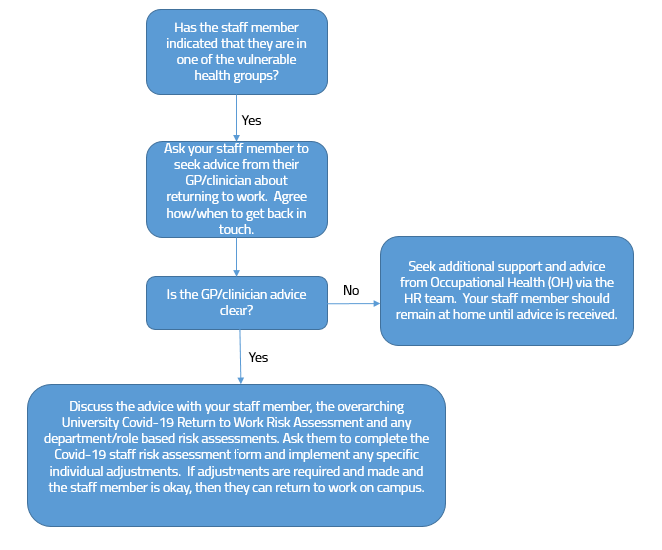 Has the staff member
indicated that they are in
one of the vulnerable
health groups?
Yes
Ask your staff member to
seek advice from their
GP/clinician about
returning to work.  Agree
how/when to get back in
touch.
Is the GP/clinician advice
clear?
No
Seek additional support and advice
from Occupational Health (OH) via the
HR team.  Your staff member should
remain at home until advice is received.
Yes
Discuss the advice with your staff member, the overarching
University Covid-19 Return to Work Risk Assessment and any
department/role based risk assessments. Ask them to complete the
Covid-19 staff risk assessment form and implement any specific
individual adjustments.  If adjustments are required and made and
the staff member is okay, then they can return to work on campus.